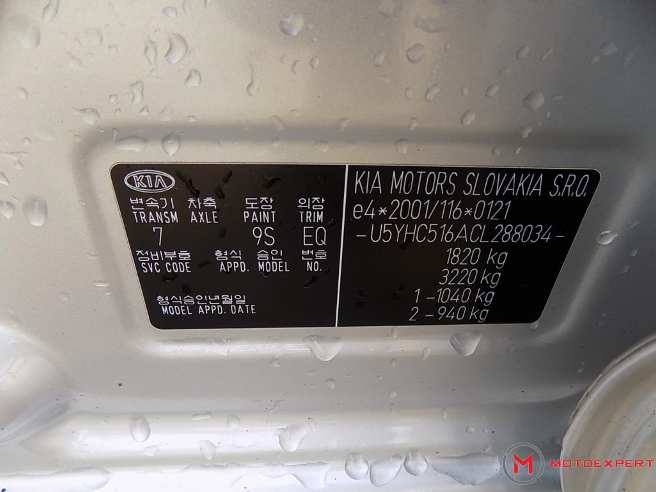 KIA
변속기 차축 도장 의장
TRANSM AXLE PAINT TRIM
7 9S EQ
정비부호 형식 승인 번호
SVC CODE APPD. MODEL NO.
형식승인년월일
MODEL APPD. DATE
KIA MOTORS SLOVAKIA S.R.O.
e4*2001/116*0121
-U5YHC516ACL288034-
1820 kg
3220 kg
1 -1040 kg
2 -940 kg
M MOTOEXPERT